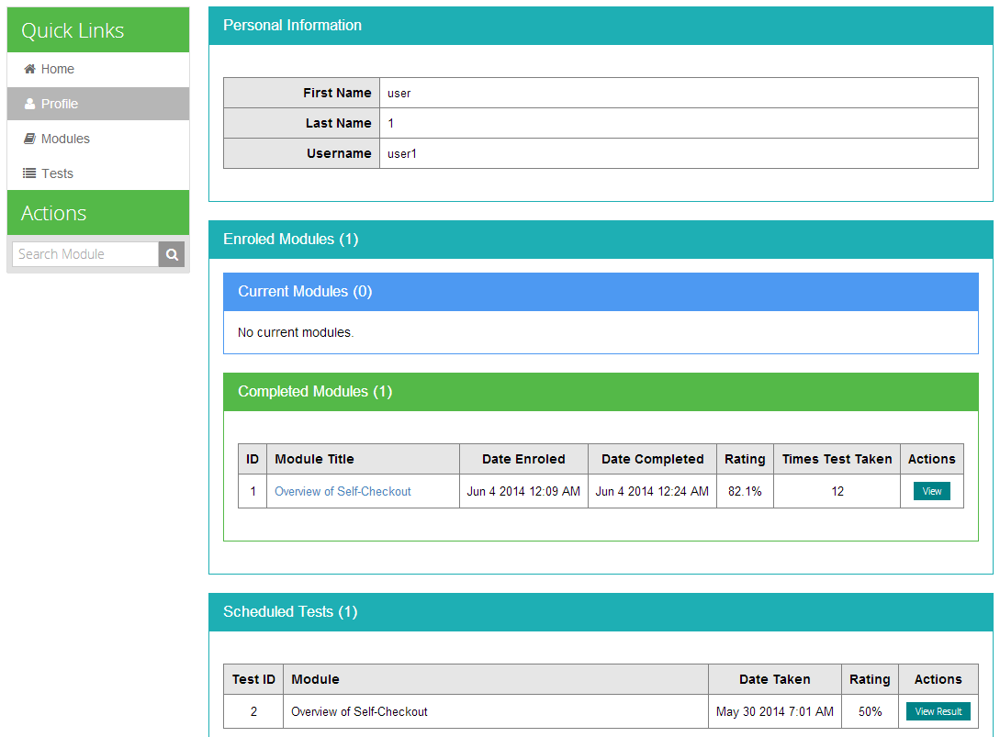 Quick Links
Home
Profile
Modules
Tests
Actions
Search Module
Personal Information
First Name user
Last Name 1
Username user1
Enroled Modules (1)
Current Modules (0)
No current modules.
Completed Modules (1)
ID Module Title Date Enroled Date Completed Rating Times Test Taken Actions
1 Overview of Self-Checkout Jun 4 2014 12:09 AM Jun 4 2014 12:24 AM 82.1% 12 View
Scheduled Tests (1)
Test ID Module Date Taken Rating Actions
2 Overview of Self-Checkout May 30 2014 7:01 AM 50% View Result